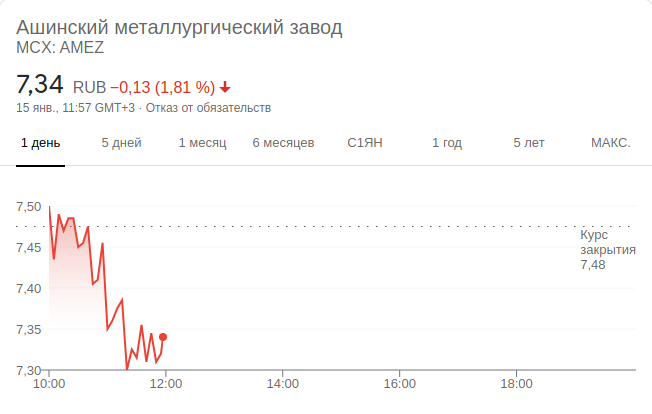 Ашинский металлургический завод
MCX: AMEZ
7,34 RUB −0,13 (1,81 %)
15 янв., 11:57 GMT+3 · Отказ от обязательств
1 день 5 дней 1 месяц 6 месяцев С1ЯН 1 год 5 лет МАКС.
7,50
Курс
закрытия
7,48
7,45
7,40
7,35
7,30
10:00 12:00 14:00 16:00 18:00